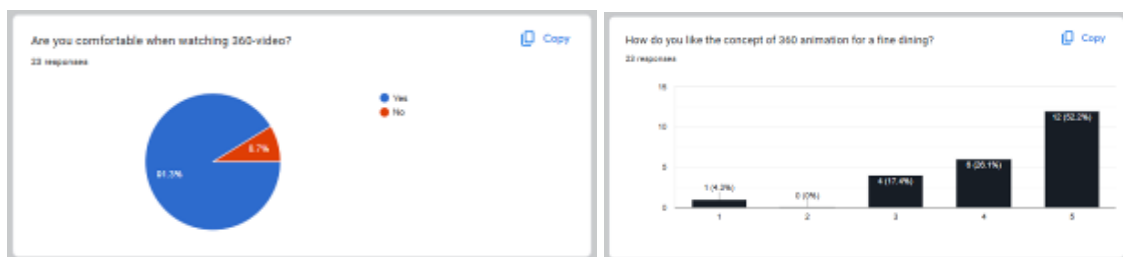 Are you comfortable when watching 360-video?
Copy
23 responses
Yes
No
8.7%
91.3%
How do you like the concept of 360 animation for a fine dining?
Copy
23 responses
15
10
5
0
1 (4.3%)
0 (0%)
4 (17.4%)
6 (26.1%)
12 (52.2%)
1
2
3
4
5